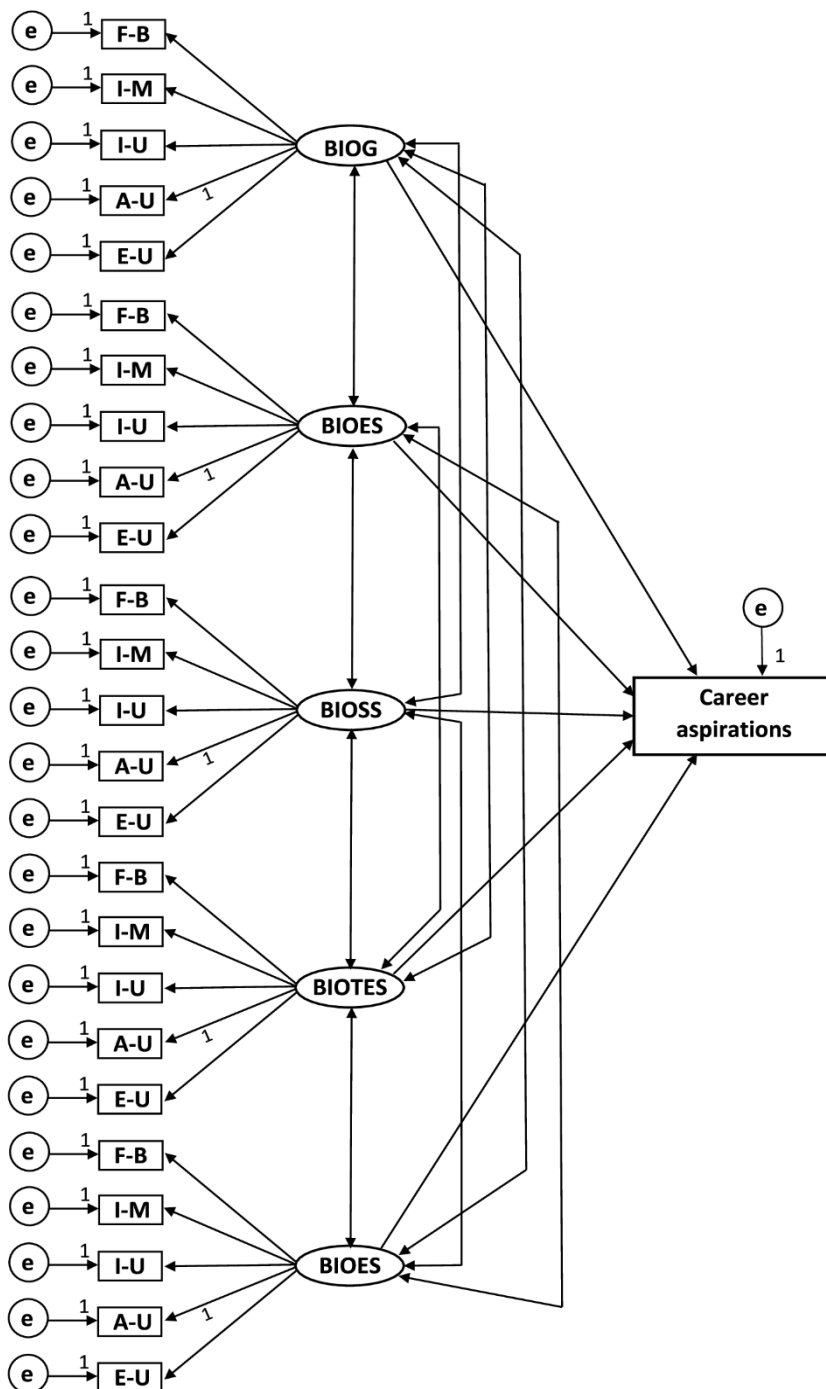 e 1 F-B
e 1 I-M
e 1 I-U
BIOG
e 1 A-U 1
e 1 E-U
e 1 F-B
e 1 I-M
e 1 I-U
BIOES
e 1 A-U 1
e 1 E-U
e 1 F-B
e
e 1 I-M
1
e 1 I-U
BIOSS
Career
aspirations
e 1 A-U 1
e 1 E-U
e 1 F-B
e 1 I-M
e 1 I-U
BIOTES
e 1 A-U 1
e 1 E-U
e 1 F-B
e 1 I-M
e 1 I-U
BIOES
e 1 A-U 1
e 1 E-U